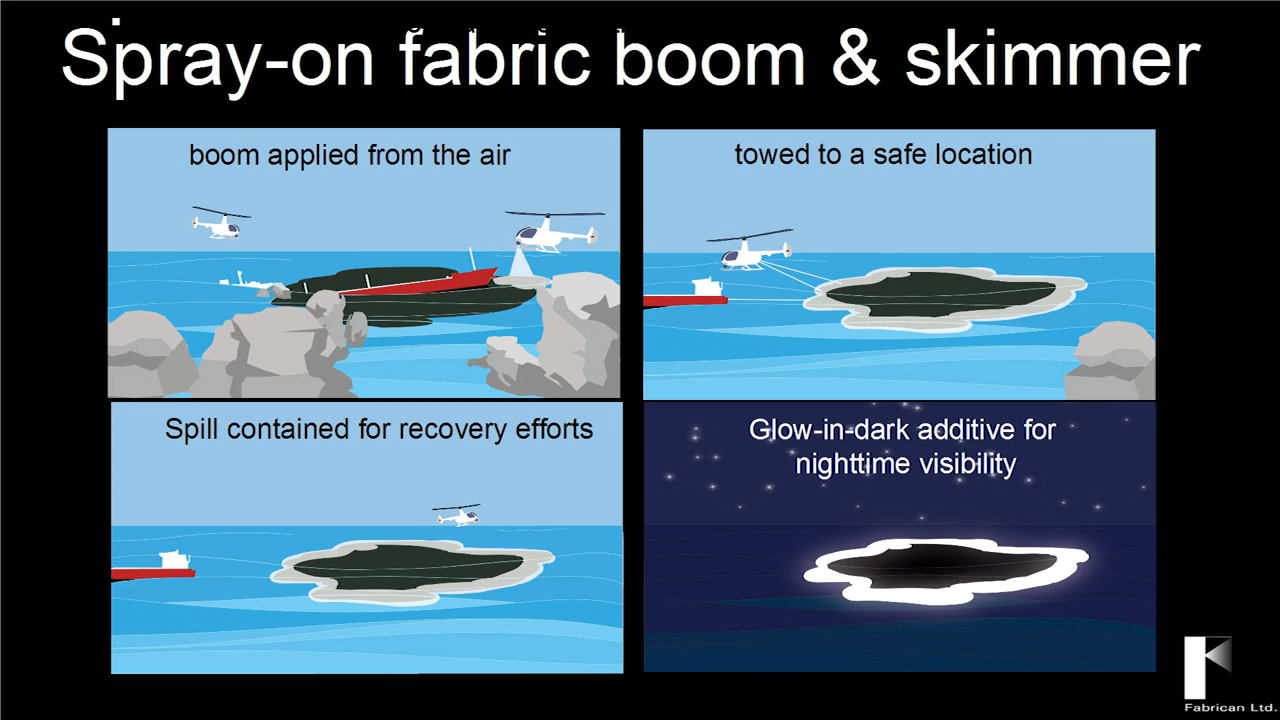 Spray-on fabric boom & skimmer
boom applied from the air
towed to a safe location
Spill contained for recovery efforts
Glow-in-dark additive for
nighttime visibility
Fabrican Ltd.